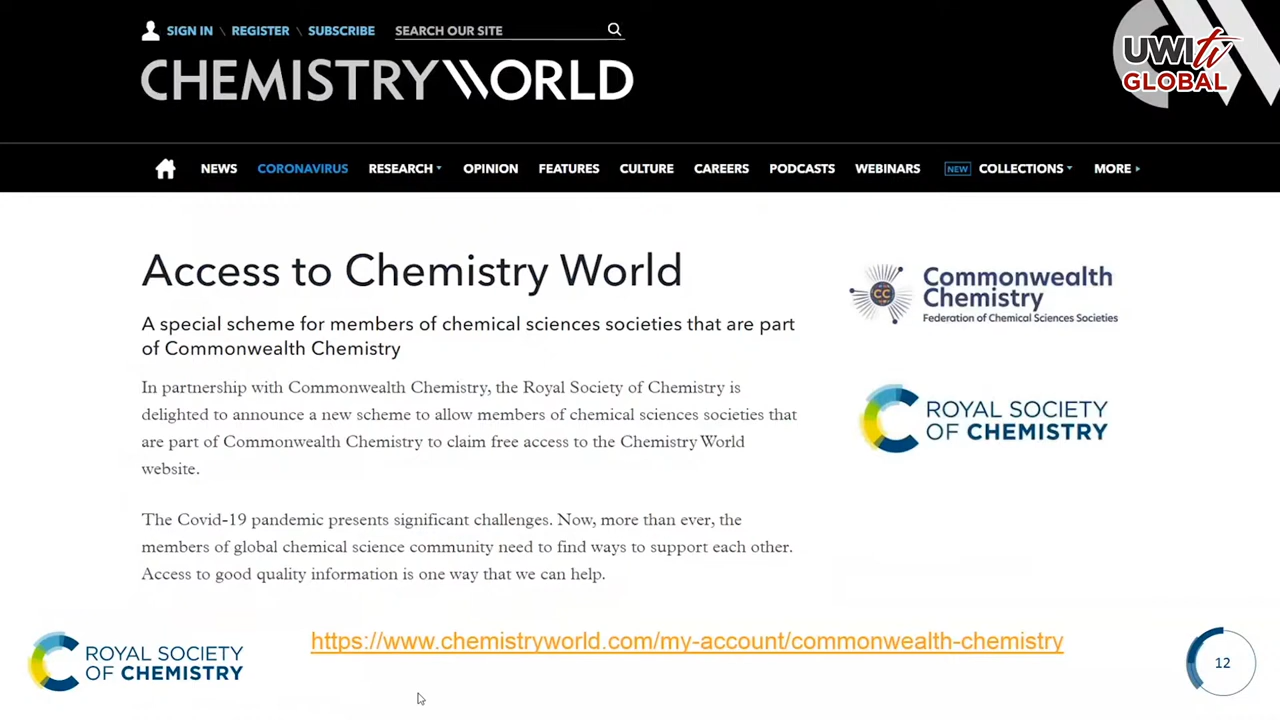 SIGN IN \ REGISTER \ SUBSCRIBE SEARCH OUR SITE
UWI tv
GLOBAL
CHEMISTRY WORLD
NEWS CORONAVIRUS RESEARCH OPINION FEATURES CULTURE CAREERS PODCASTS WEBINARS NEW COLLECTIONS MORE
Access to Chemistry World
A special scheme for members of chemical sciences societies that are part
of Commonwealth Chemistry
In partnership with Commonwealth Chemistry, the Royal Society of Chemistry is
delighted to announce a new scheme to allow members of chemical sciences societies that
are part of Commonwealth Chemistry to claim free access to the Chemistry World
website.
The Covid-19 pandemic presents significant challenges. Now, more than ever, the
members of global chemical science community need to find ways to support each other.
Access to good quality information is one way that we can help.
CC
Commonwealth
Chemistry
Federation of Chemical Sciences Societies
ROYAL SOCIETY
OF CHEMISTRY
ROYAL SOCIETY
OF CHEMISTRY
https://www.chemistryworld.com/my-account/commonwealth-chemistry
12